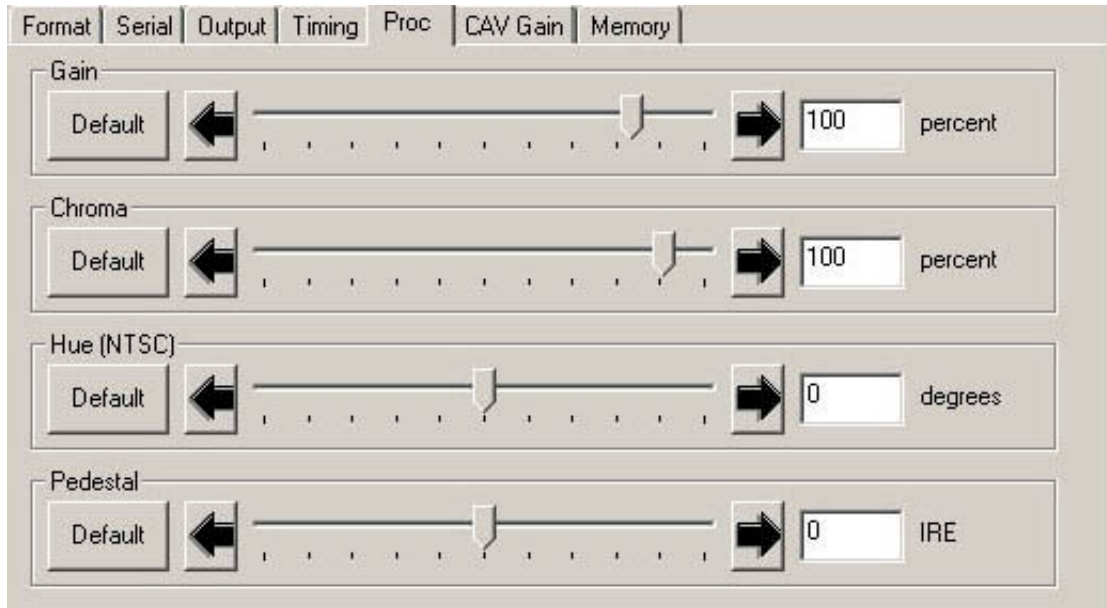 Format Serial Output Timing Proc CAV Gain Memory
Gain
Default 100 percent
Chroma
Default 100 percent
Hue (NTSC)
Default 0 degrees
Pedestal
Default 0 IRE